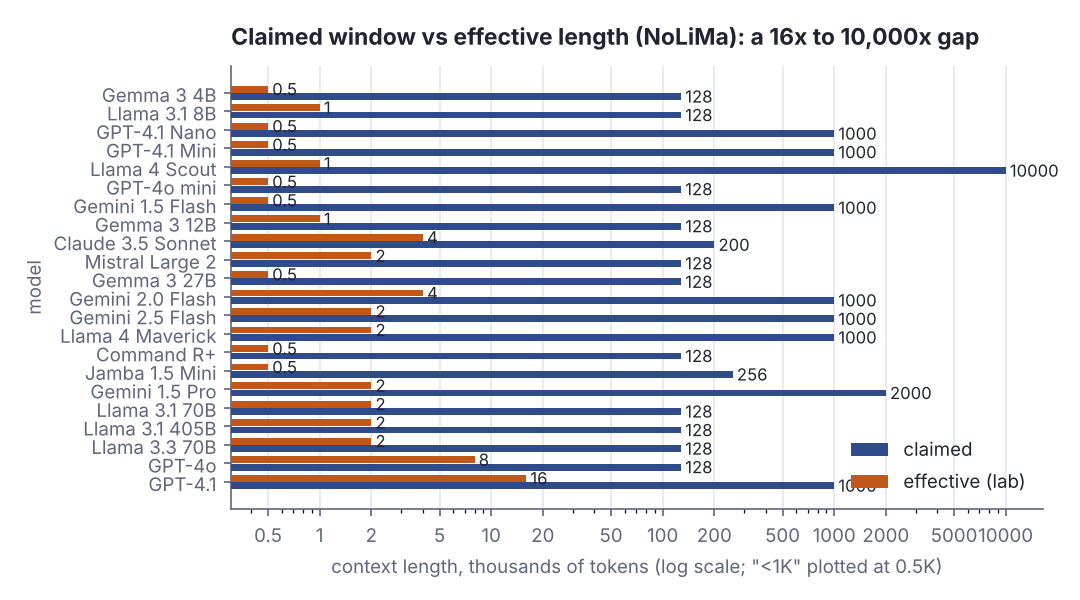 Claimed window vs effective length (NoLiMa): a 16x to 10,000x gap
Gemma 3 4B 0.5 128
Llama 3.1 8B 1 128
GPT-4.1 Nano 0.5 1000
GPT-4.1 Mini 0.5 1000
Llama 4 Scout 1 10000
GPT-4o mini 0.5 128
Gemini 1.5 Flash 0.5 1000
Gemma 3 12B 1 128
Claude 3.5 Sonnet 4 200
Mistral Large 2 2 128
Gemma 3 27B 0.5 128
Gemini 2.0 Flash 4 1000
Gemini 2.5 Flash 2 1000
Llama 4 Maverick 2 1000
Command R+ 0.5 128
Jamba 1.5 Mini 0.5 256
Gemini 1.5 Pro 2 2000
Llama 3.1 70B 2 128
Llama 3.1 405B 2 128
Llama 3.3 70B 2 128
GPT-4o 8 128
GPT-4.1 16 1000
model
claimed
effective (lab)
0.5 1 2 5 10 20 50 100 200 500 1000 2000 5000 10000
context length, thousands of tokens (log scale; "<1K" plotted at 0.5K)